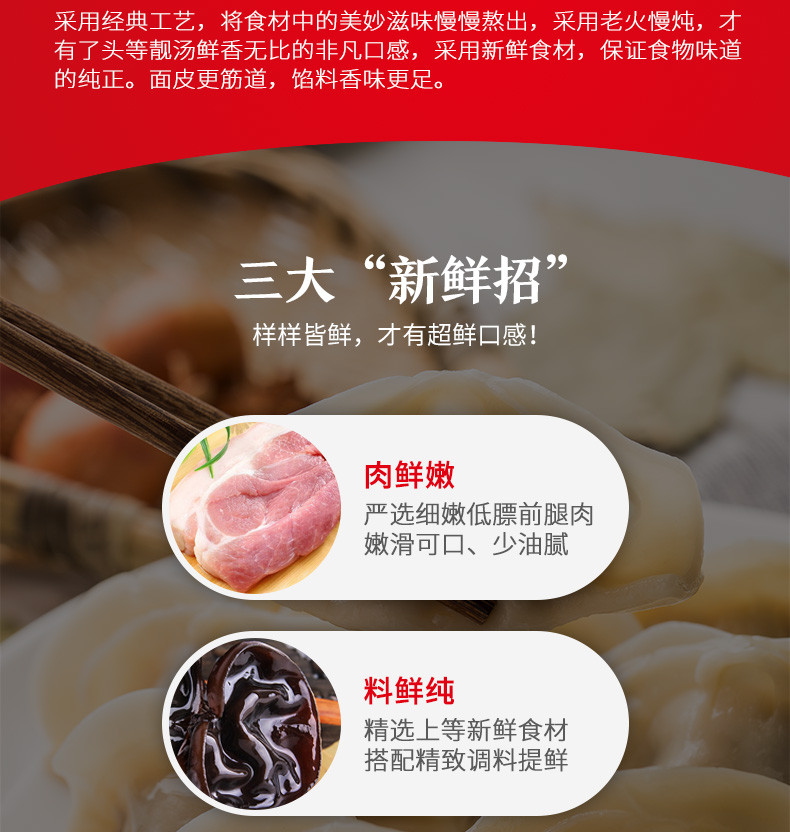 采用经典工艺，将食材中的美妙滋味慢慢熬出，采用老火慢炖，才
有了头等靓汤鲜香无比的非凡口感，采用新鲜食材，保证食物味道
的纯正。面皮更筋道，馅料香味更足。
三大“新鲜招”
样样皆鲜，才有超鲜口感！
肉鲜嫩
严选细嫩低膘前腿肉
嫩滑可口、少油腻
料鲜纯
精选上等新鲜食材
搭配精致调料提鲜